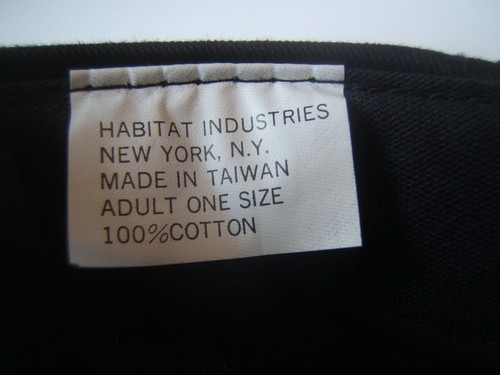 HABITAT INDUSTRIES
NEW YORK, N.Y.
MADE IN TAIWAN
ADULT ONE SIZE
100%COTTON